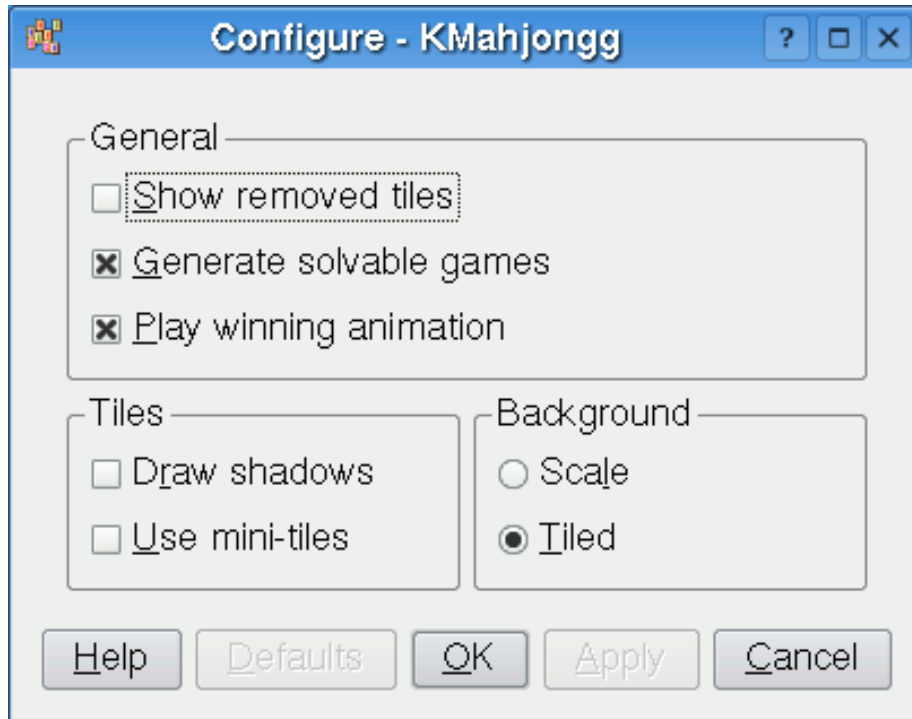 Configure - KMahjongg ?
General
Show removed tiles
Generate solvable games
Play winning animation
Tiles
Draw shadows
Use mini-tiles
Background
Scale
Tiled
Help Defaults OK Apply Cancel